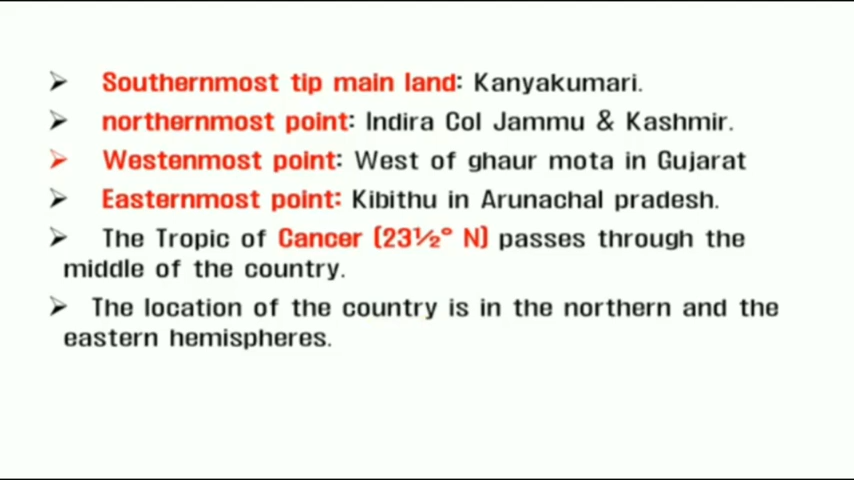 ➢ Southernmost tip main land: Kanyakumari.
➢ northernmost point: Indira Col Jammu & Kashmir.
➢ Westenmost point: West of ghaur mota in Gujarat
➢ Easternmost point: Kibithu in Arunachal pradesh.
➢ The Tropic of Cancer (23½° N) passes through the
middle of the country.
➢ The location of the country is in the northern and the
eastern hemispheres.